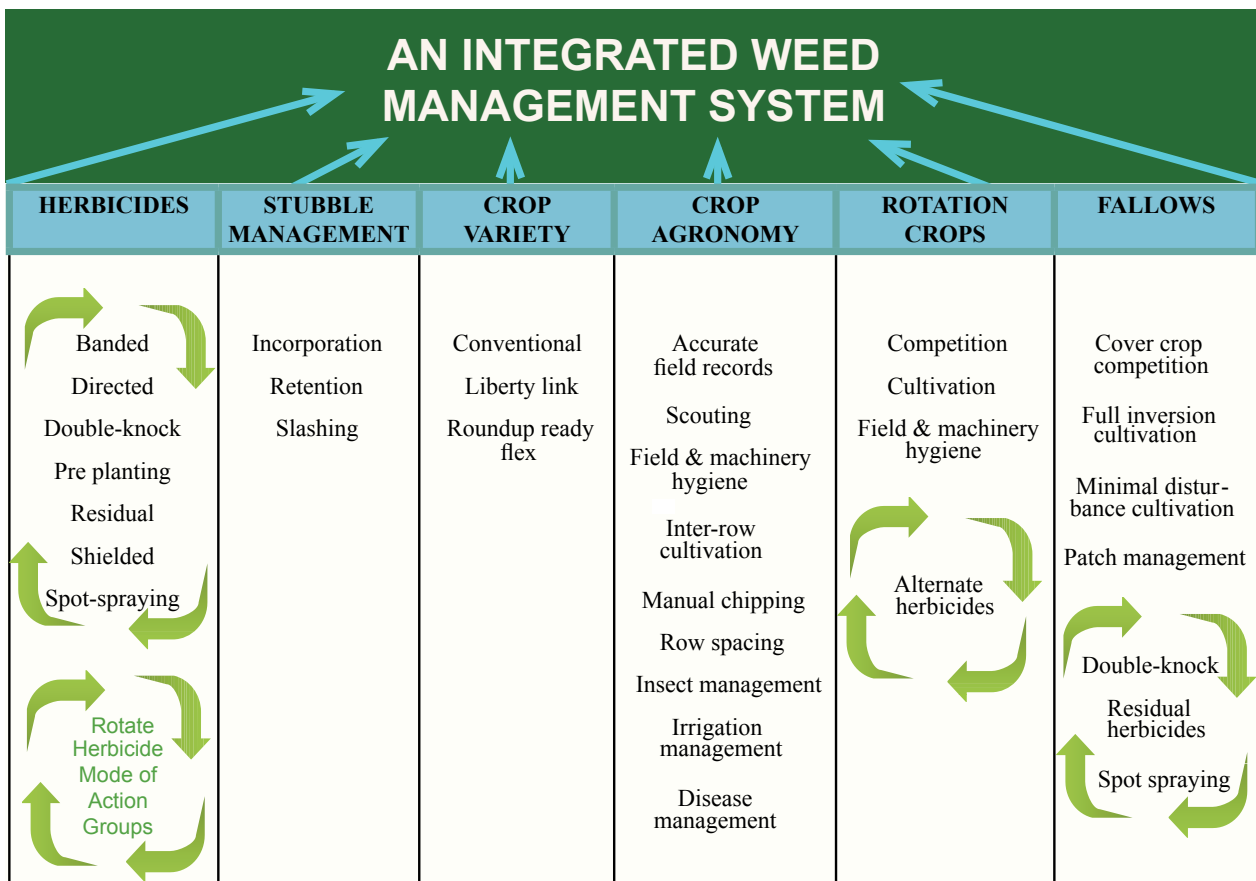 AN INTEGRATED WEED
MANAGEMENT SYSTEM
HERBICIDES
STUBBLE
MANAGEMENT
CROP
VARIETY
CROP
AGRONOMY
ROTATION
CROPS
FALLOWS
Banded
Directed
Double-knock
Pre planting
Residual
Shielded
Spot-spraying
Rotate
Herbicide
Mode of
Action
Groups
Incorporation
Retention
Slashing
Conventional
Liberty link
Roundup ready
flex
Accurate
field records
Scouting
Field & machinery
hygiene
Inter-row
cultivation
Manual chipping
Row spacing
Insect management
Irrigation
management
Disease
management
Competition
Cultivation
Field & machinery
hygiene
Alternate
herbicides
Cover crop
competition
Full inversion
cultivation
Minimal distur-
bance cultivation
Patch management
Double-knock
Residual
herbicides
Spot spraying